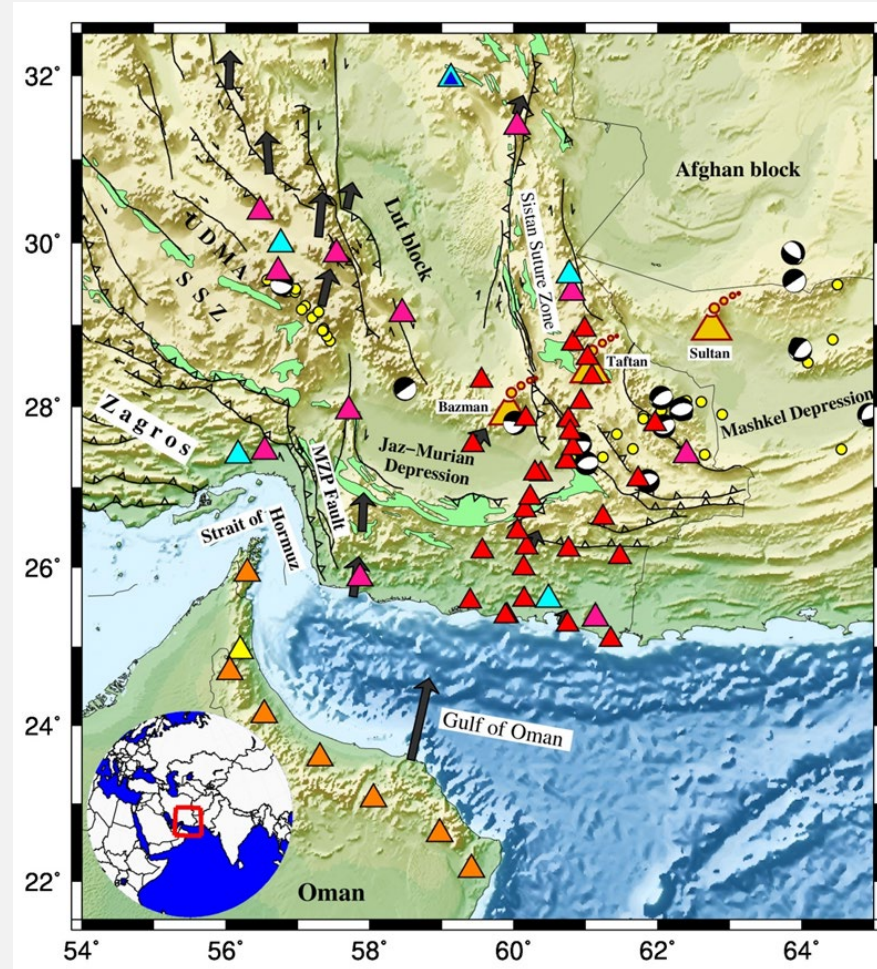 32°
30°
28°
26°
24°
22°
54°
56°
58°
60°
62°
64°
Afghan block
Lut block
Sistan Suture Zone
UDMA
SSZ
Sultan
Taftan
Bazman
Mashkel Depression
Zagros
Jaz–Murian
Depression
MZP Fault
Strait of
Hormuz
Gulf of Oman
Oman